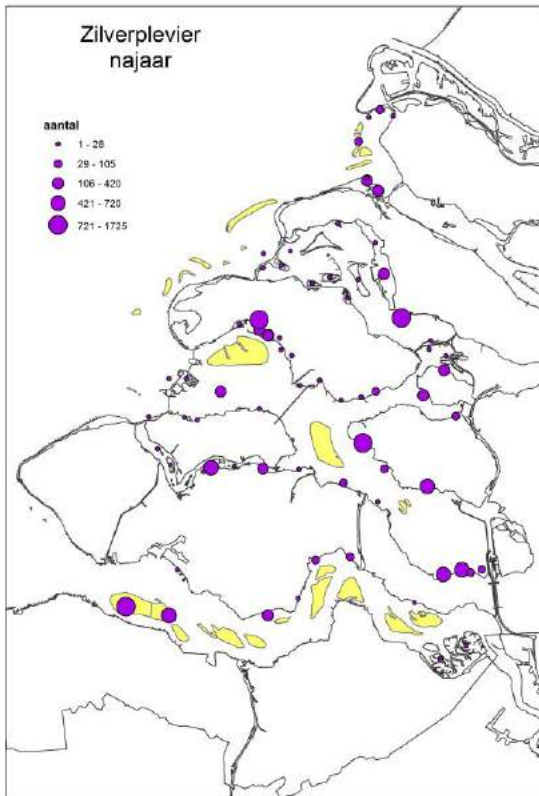 Zilverplevier
najaar
aantal
1 - 28
29 - 105
106 - 420
421 - 720
721 - 1725